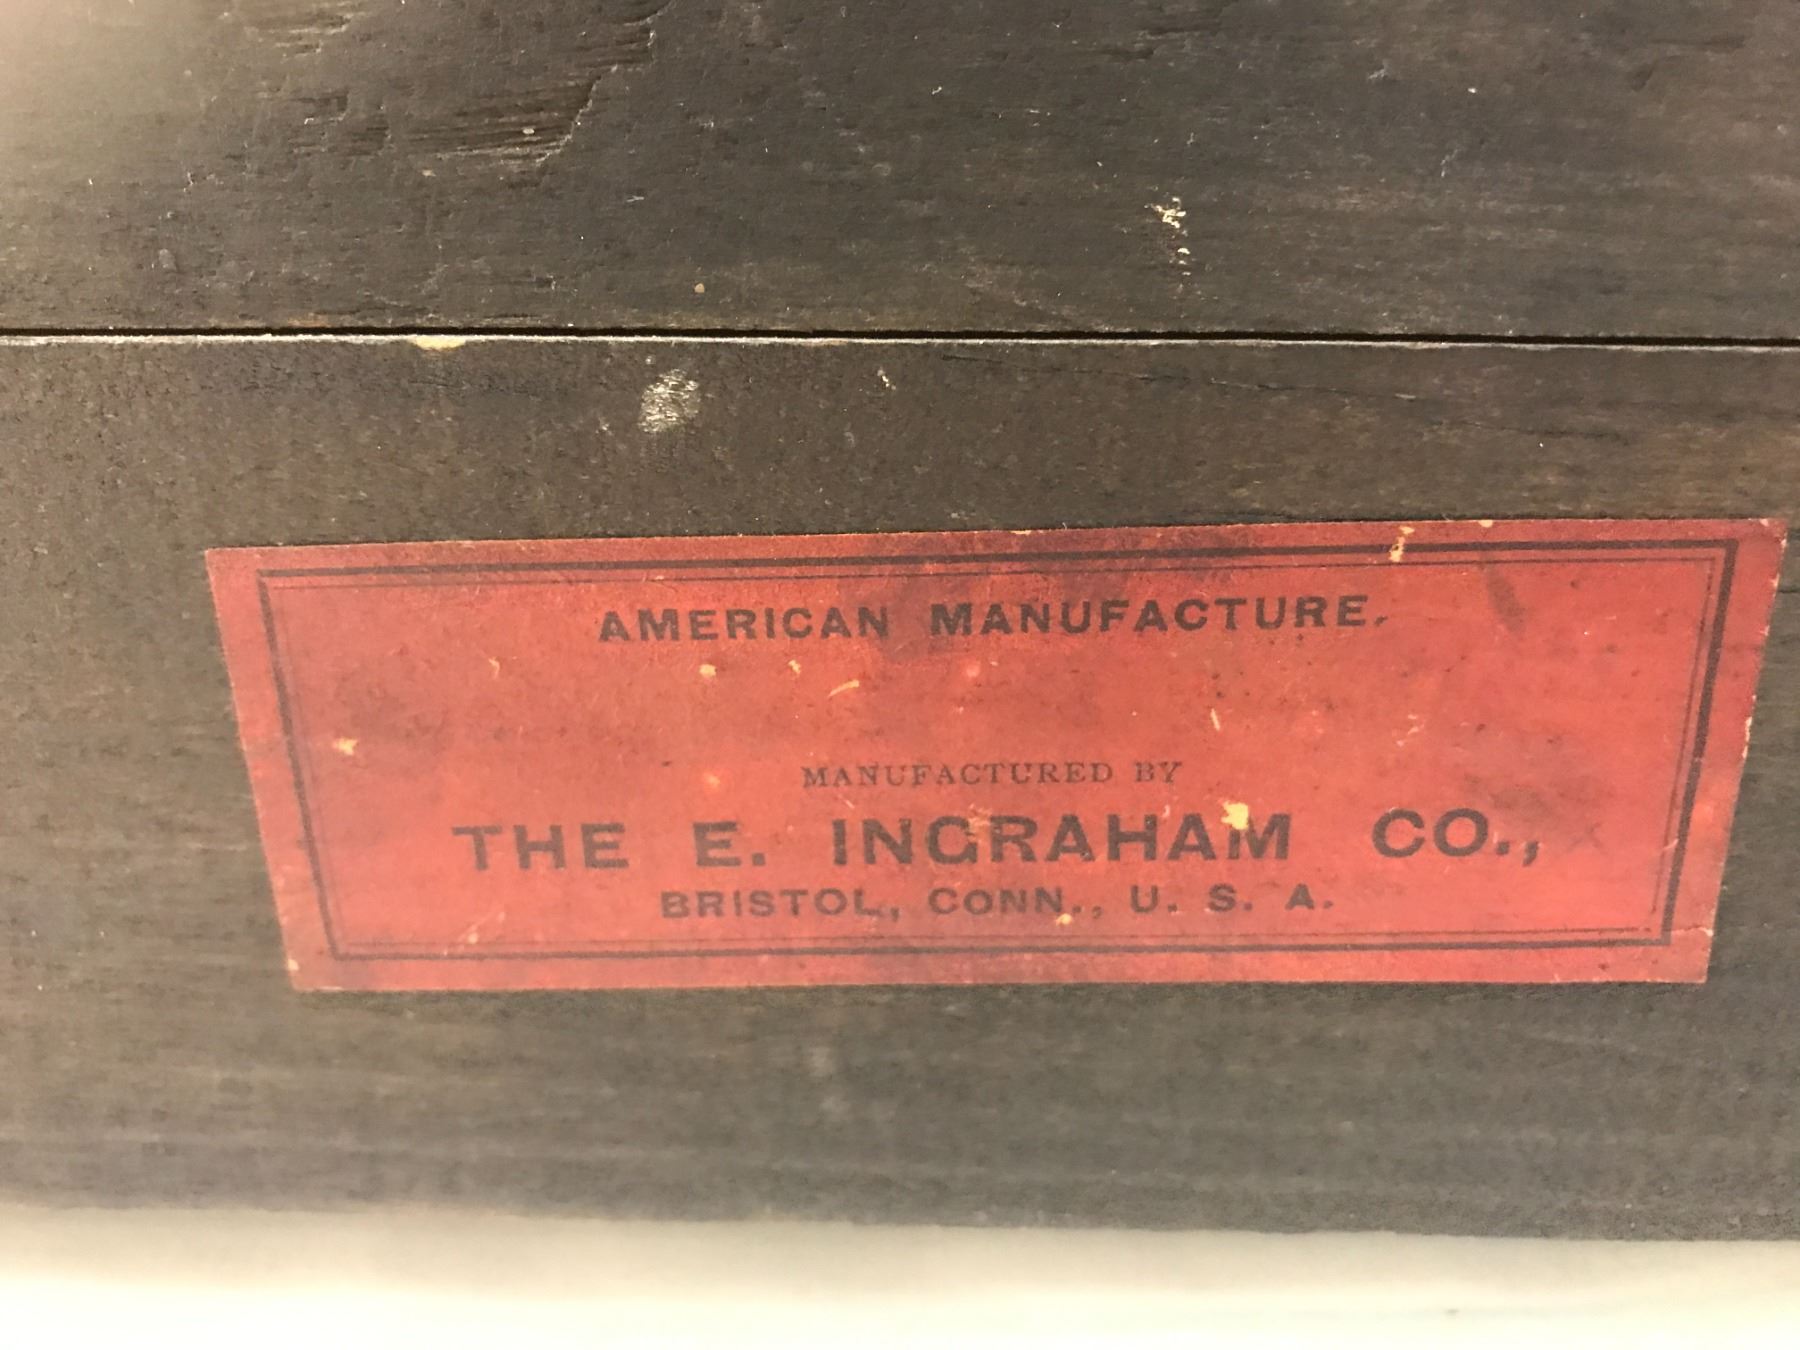 AMERICAN MANUFACTURE.
MANUFACTURED BY
THE E. INGRAHAM CO.,
BRISTOL, CONN., U. S. A.